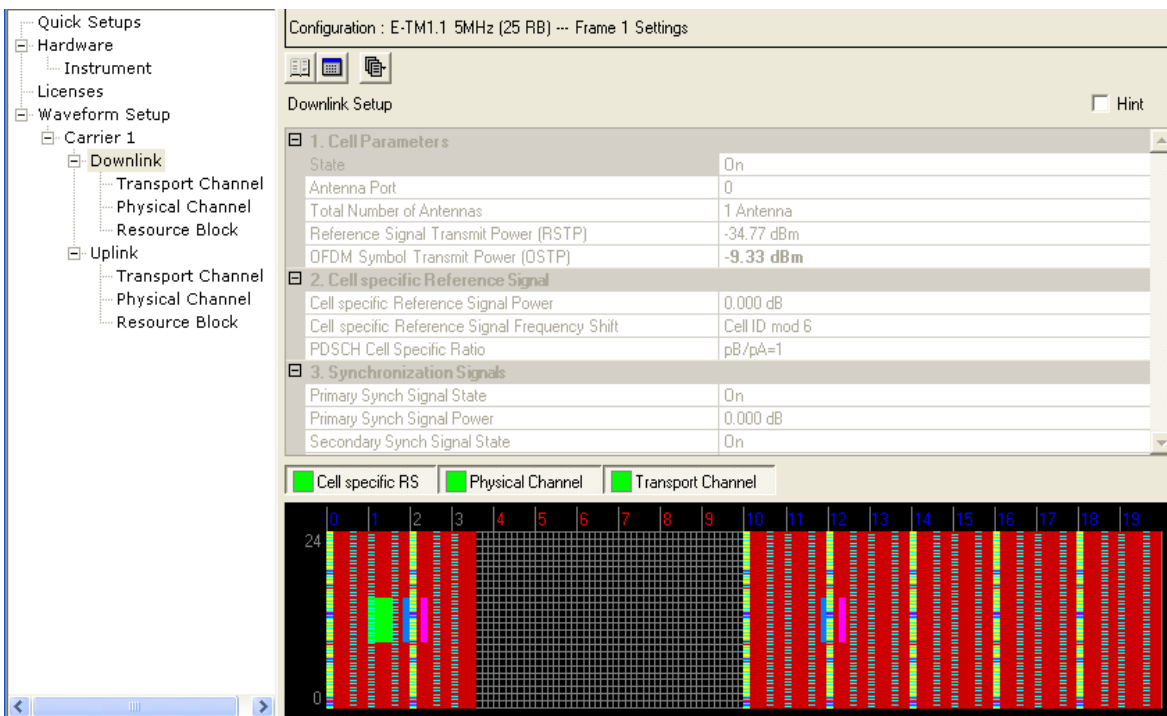 Quick Setups
Hardware
Instrument
Licenses
Waveform Setup
Carrier 1
Downlink
Transport Channel
Physical Channel
Resource Block
Uplink
Transport Channel
Physical Channel
Resource Block
Configuration : E-TM1.1 5MHz (25 RB) --- Frame 1 Settings
Downlink Setup
Hint
1. Cell Parameters
State On
Antenna Port 0
Total Number of Antennas 1 Antenna
Reference Signal Transmit Power (RSTP) -34.77 dBm
OFDM Symbol Transmit Power (OSTP) -9.33 dBm
2. Cell specific Reference Signal
Cell specific Reference Signal Power 0.000 dB
Cell specific Reference Signal Frequency Shift Cell ID mod 6
PDSCH Cell Specific Ratio pB/pA=1
3. Synchronization Signals
Primary Synch Signal State On
Primary Synch Signal Power 0.000 dB
Secondary Synch Signal State On
Cell specific RS Physical Channel Transport Channel
0 1 2 3 4 5 6 7 8 9 10 11 12 13 14 15 16 17 18 19
24
0